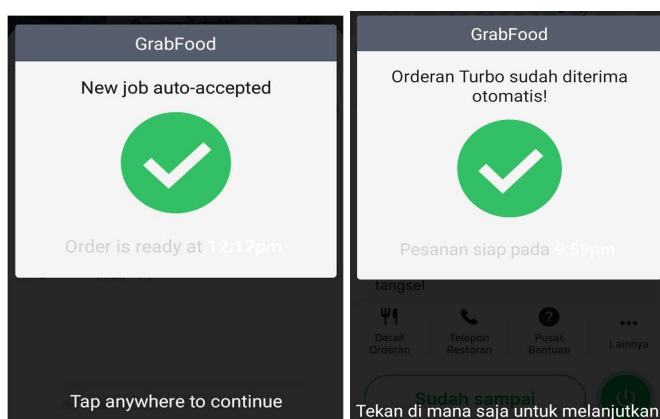 GrabFood
New job auto-accepted
Order is ready at 12:17pm
Tap anywhere to continue
GrabFood
Orderan Turbo sudah diterima
otomatis!
Pesanan siap pada 9:59pm
tangsel
Detail
Orderan
Telepon
Restoran
Pusat
Bantuan
Lainnya
Sudah sampai
Tekan di mana saja untuk melanjutkan